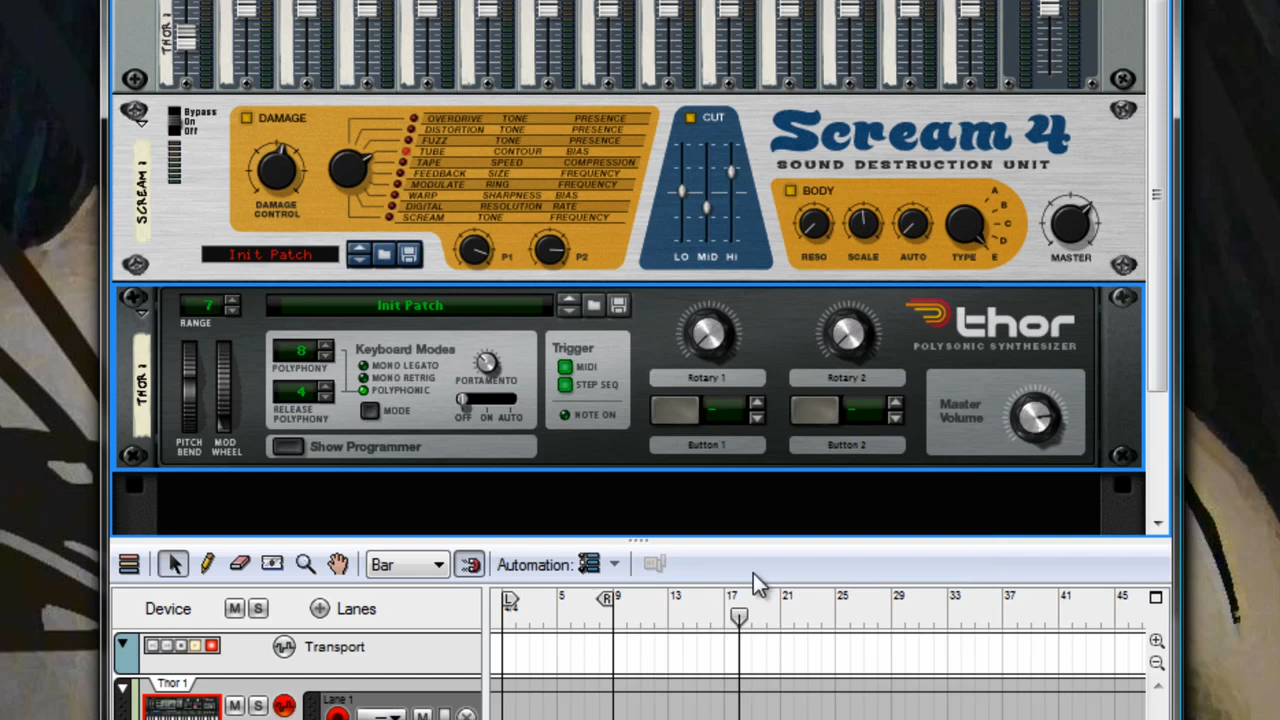 THOR 1
Bypass
On
Off
DAMAGE
OVERDRIVE TONE PRESENCE
DISTORTION TONE PRESENCE
FUZZ TONE PRESENCE
TUBE CONTOUR BIAS
TAPE SPEED COMPRESSION
FEEDBACK SIZE FREQUENCY
MODULATE RING FREQUENCY
WARP SHARPNESS BIAS
DIGITAL RESOLUTION RATE
SCREAM TONE FREQUENCY
DAMAGE
CONTROL
P1
P2
Init Patch
SCREAM 1
CUT
LO MID HI
Scream 4
SOUND DESTRUCTION UNIT
BODY
A
B
C
D
E
RESO SCALE AUTO TYPE
MASTER
THOR 1
7
RANGE
Init Patch
PITCH
BEND
MOD
WHEEL
8
POLYPHONY
4
RELEASE
POLYPHONY
Keyboard Modes
MONO LEGATO
MONO RETRIG
POLYPHONIC
MODE
PORTAMENTO
OFF ON AUTO
Show Programmer
Trigger
MIDI
STEP SEQ
NOTE ON
Rotary 1
Rotary 2
Button 1
Button 2
thor
POLYSONIC SYNTHESIZER
Master
Volume
Bar
Automation:
Device M S Lanes
L 5 R 9 13 17 21 25 29 33 37 41 45
4/4
Transport
Thor 1
M S
Lane 1
M